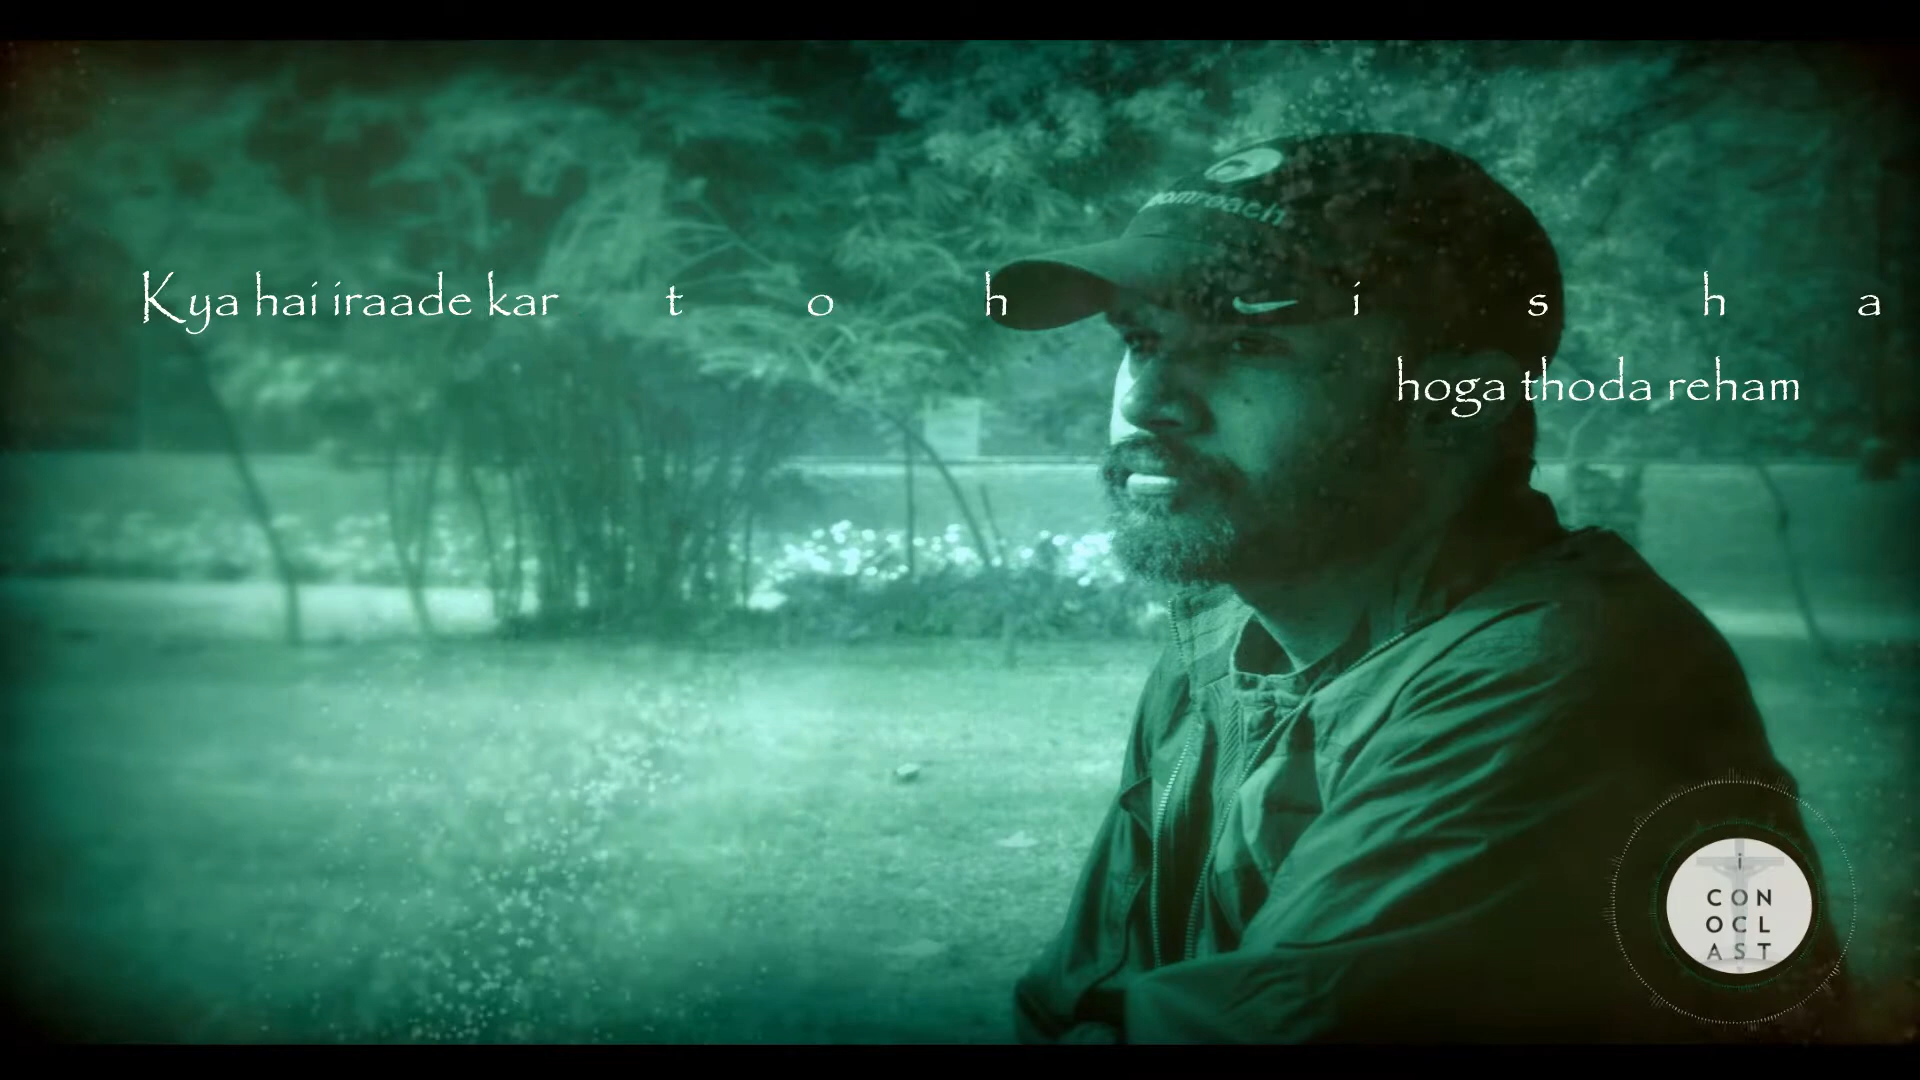 Kya hai iraade kar t o h i s h a
hoga thoda reham
i
CON
OCL
AST